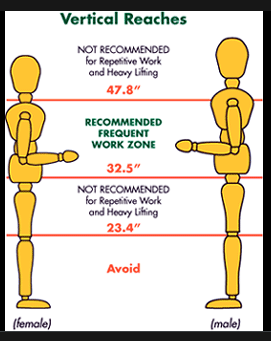 Vertical Reaches
NOT RECOMMENDED
for Repetitive Work
and Heavy Lifting
47.8"
RECOMMENDED
FREQUENT
WORK ZONE
32.5"
NOT RECOMMENDED
for Repetitive Work
and Heavy Lifting
23.4"
Avoid
(female)
(male)